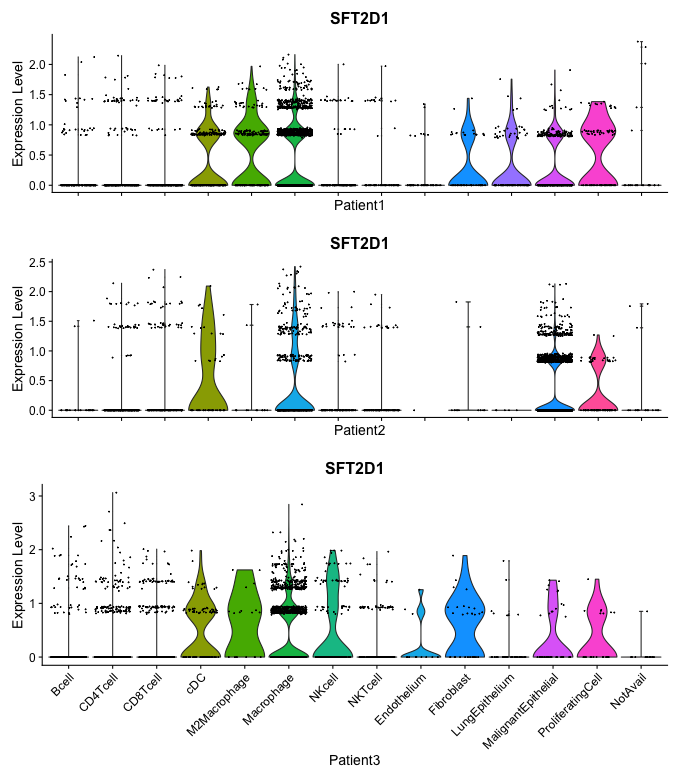 SFT2D1
Expression Level
2.0
1.5
1.0
0.5
0.0
Patient1
SFT2D1
Expression Level
2.5
2.0
1.5
1.0
0.5
0.0
Patient2
SFT2D1
Expression Level
3
2
1
0
Bcell
CD4Tcell
CD8Tcell
cDC
M2Macrophage
Macrophage
NKcell
NKTcell
Endothelium
Fibroblast
LungEpithelium
MalignantEpithelial
ProliferatingCell
NotAvail
Patient3